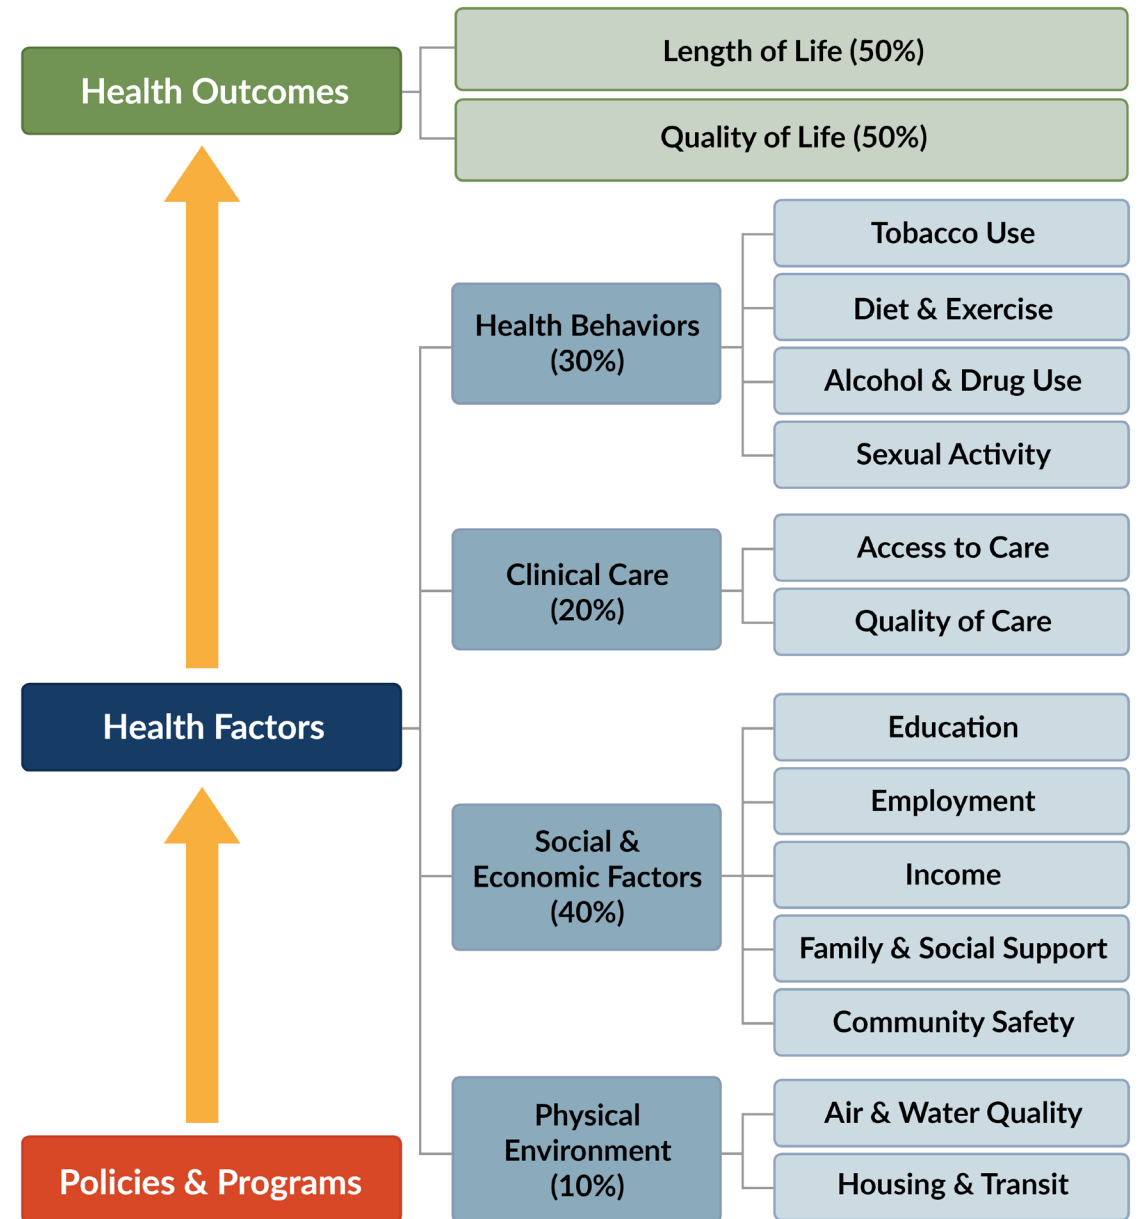 Health Outcomes
Length of Life (50%)
Quality of Life (50%)
Health Factors
Health Behaviors
(30%)
Tobacco Use
Diet & Exercise
Alcohol & Drug Use
Sexual Activity
Clinical Care
(20%)
Access to Care
Quality of Care
Social &
Economic Factors
(40%)
Education
Employment
Income
Family & Social Support
Community Safety
Physical
Environment
(10%)
Air & Water Quality
Housing & Transit
Policies & Programs